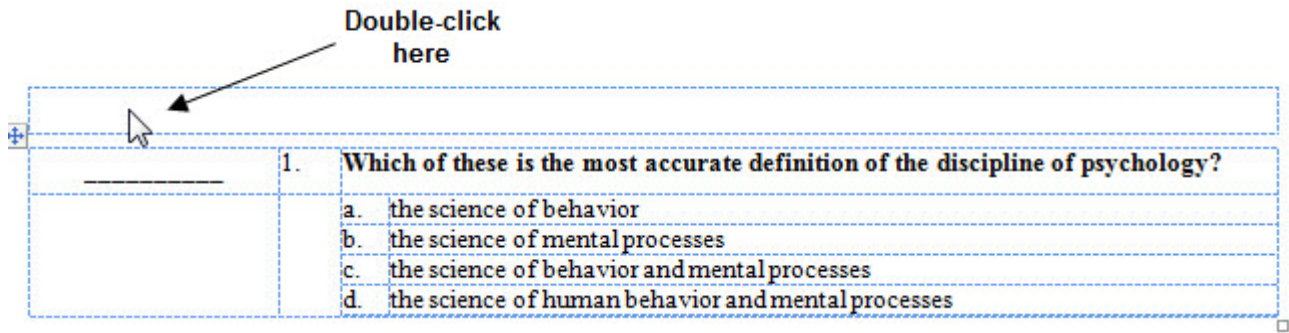 Double-click
here
__________ 1. Which of these is the most accurate definition of the discipline of psychology?
a. the science of behavior
b. the science of mental processes
c. the science of behavior and mental processes
d. the science of human behavior and mental processes